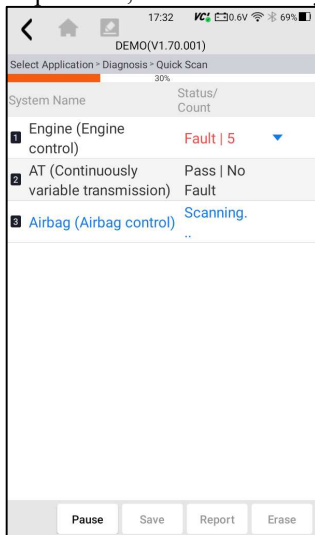 17:32 VCI 0.6V 69%
DEMO(V1.70.001)
Select Application > Diagnosis > Quick Scan
30%
System Name Status/
Count
1 Engine (Engine
control) Fault | 5
2 AT (Continuously
variable transmission) Pass | No
Fault
3 Airbag (Airbag control) Scanning.
..
Pause Save Report Erase